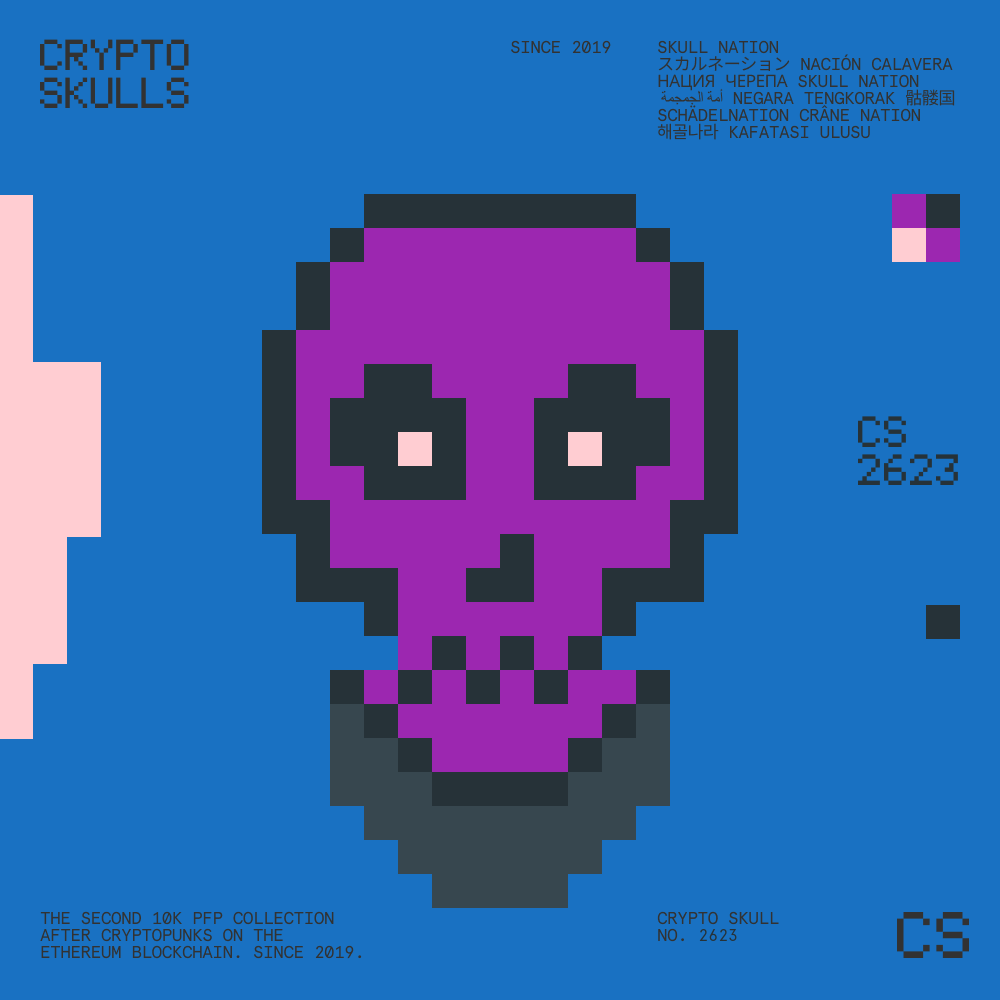 CRYPTO
SKULLS
SINCE 2019
SKULL NATION
スカルネーション NACIÓN CALAVERA
НАЦИЯ ЧЕРЕПА SKULL NATION
أمة الجمجمة NEGARA TENGKORAK 骷髅国
SCHÄDELNATION CRÂNE NATION
해골나라 KAFATASI ULUSU
CS
2623
THE SECOND 10K PFP COLLECTION
AFTER CRYPTOPUNKS ON THE
ETHEREUM BLOCKCHAIN. SINCE 2019.
CRYPTO SKULL
NO. 2623
CS